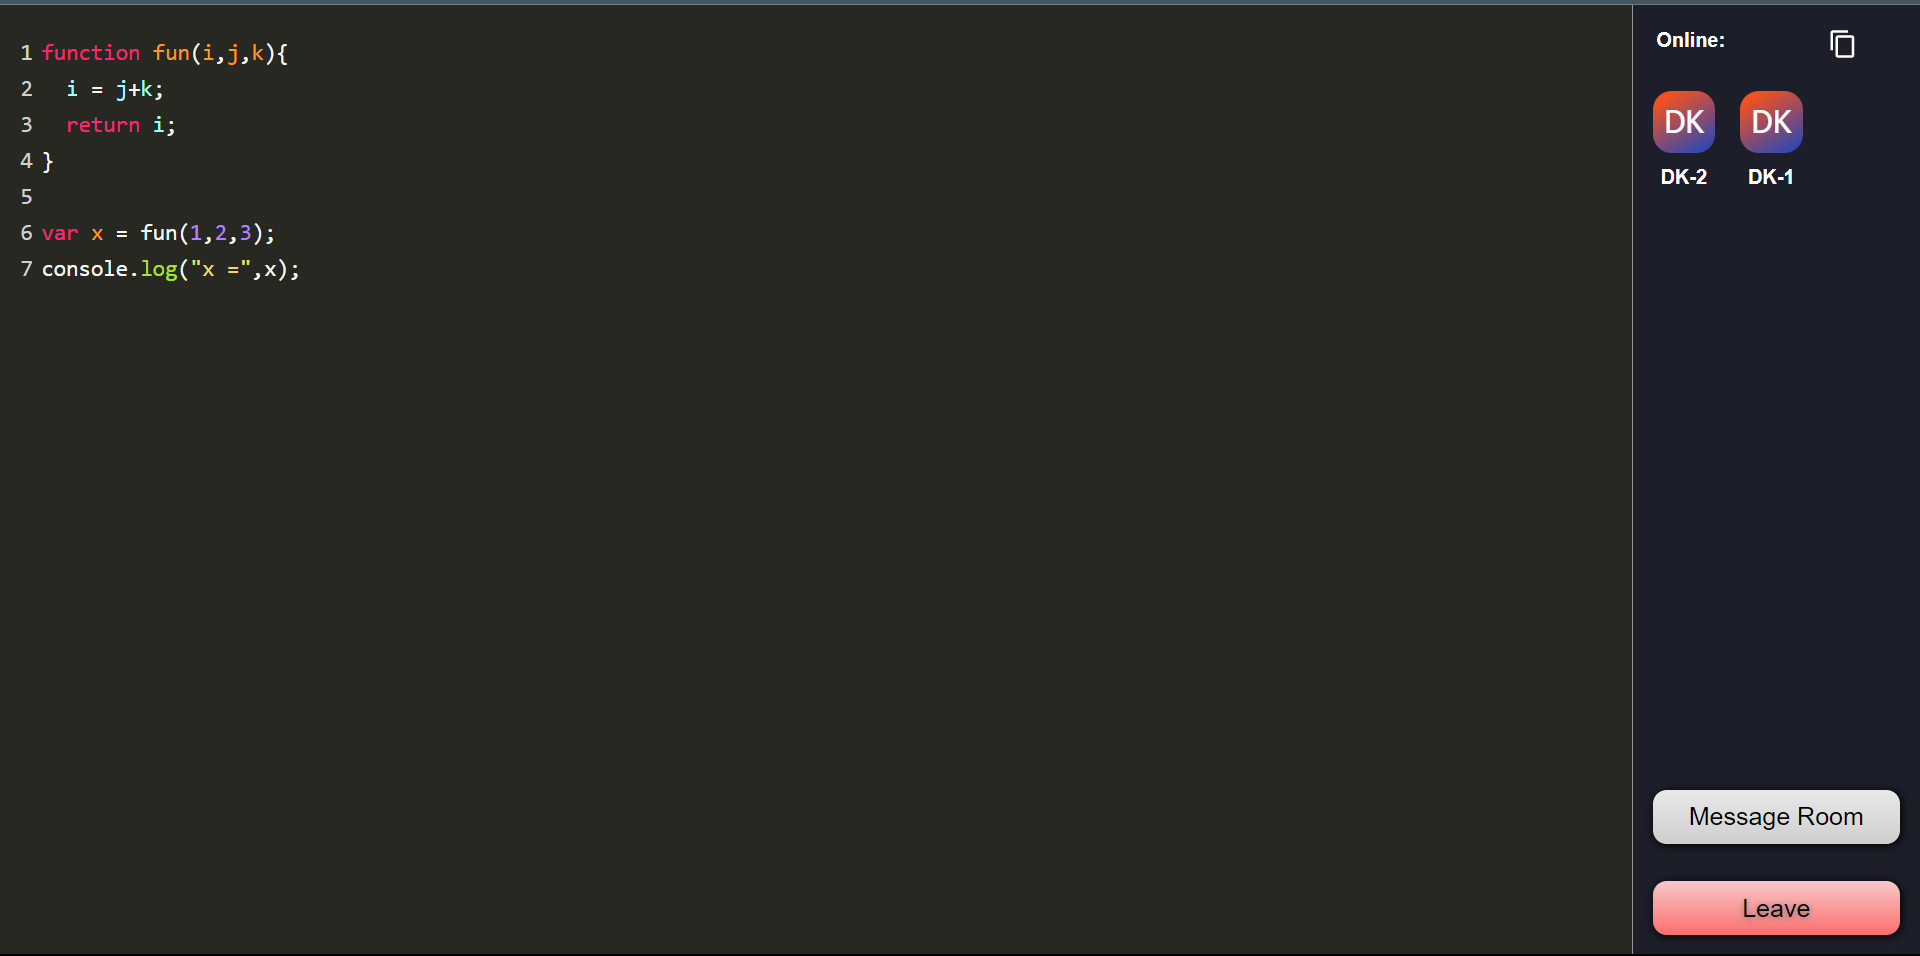 1 function fun(i,j,k){
2   i = j+k;
3   return i;
4 }
5
6 var x = fun(1,2,3);
7 console.log("x =",x);
Online:
DK DK
DK-2 DK-1
Message Room
Leave